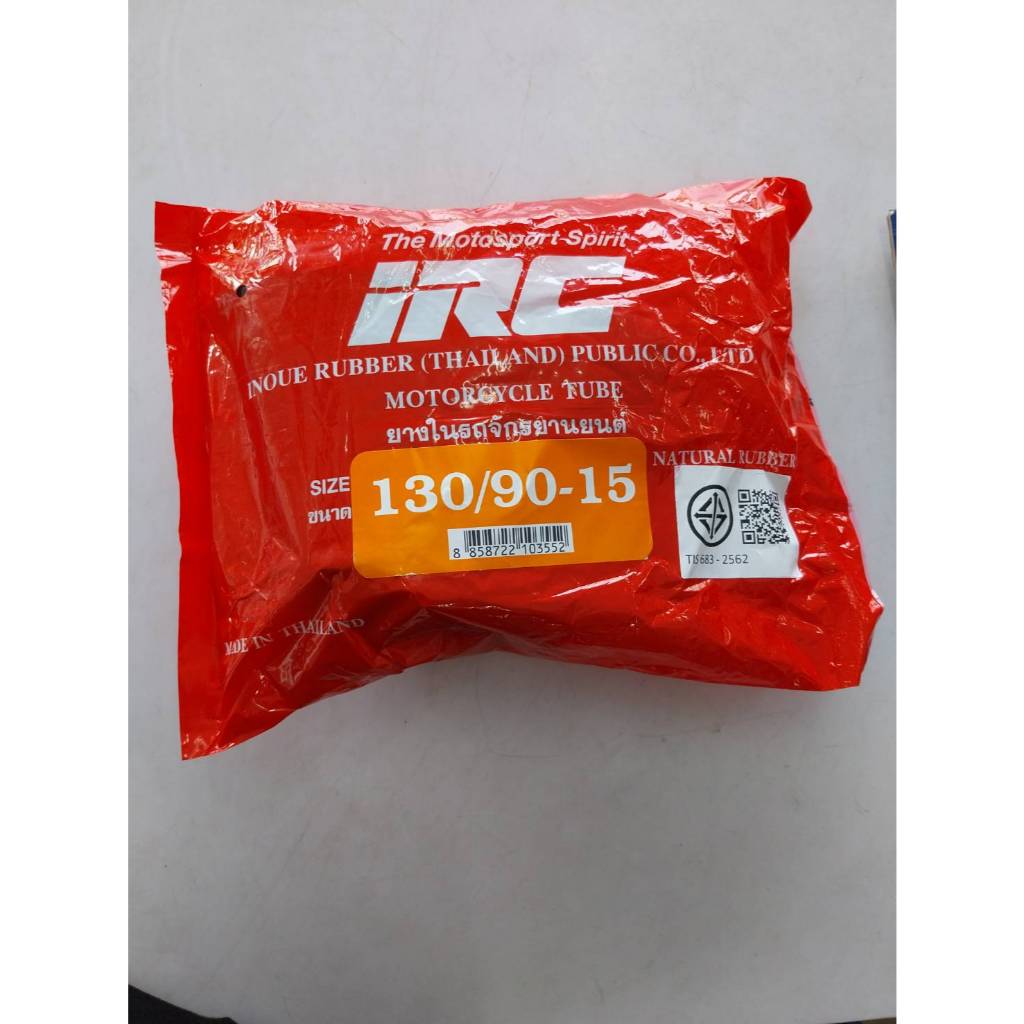 The Motosport Spirit
IRC
INOUE RUBBER (THAILAND) PUBLIC CO., LTD.
MOTORCYCLE TUBE
ยางในรถจักรยานยนต์
NATURAL RUBBER
SIZE
ขนาด
130/90-15
8 858722 103552
TIS 683 - 2562
MADE IN THAILAND